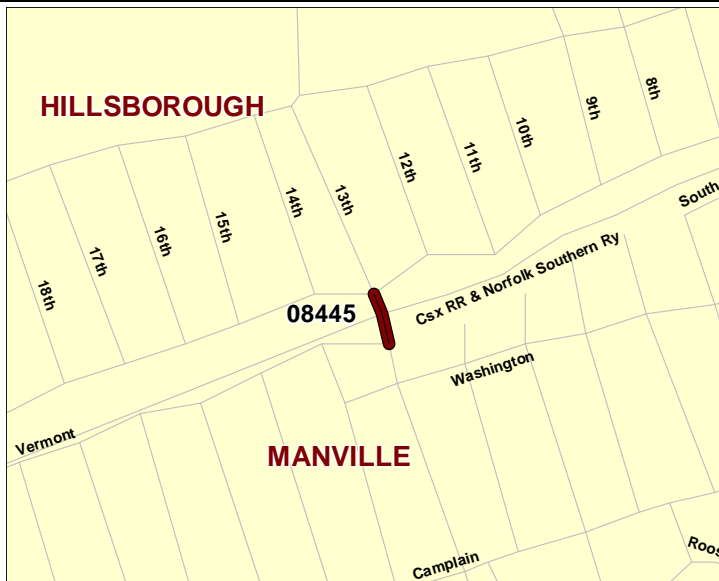 HILLSBOROUGH
8th
9th
10th
11th
12th
13th
14th
15th
16th
17th
18th
South
Csx RR & Norfolk Southern Ry
08445
Washington
Vermont
MANVILLE
Camplain
Roos